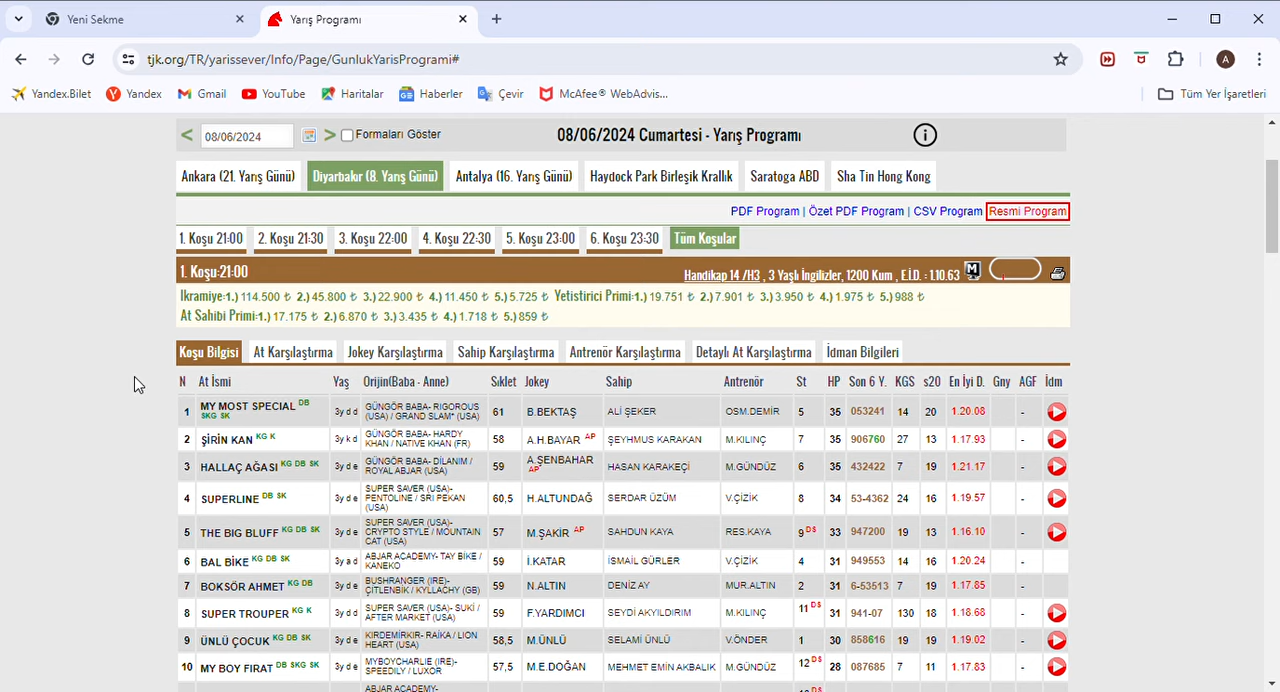 Yeni Sekme
Yarış Programı
tjk.org/TR/yarissever/Info/Page/GunlukYarisProgrami#
A
Yandex.Bilet Yandex Gmail YouTube Haritalar Haberler Çevir McAfee® WebAdvis... Tüm Yer İşaretleri
< 08/06/2024 > Formaları Göster 08/06/2024 Cumartesi - Yarış Programı
Ankara (21. Yarış Günü) Diyarbakır (8. Yarış Günü) Antalya (16. Yarış Günü) Haydock Park Birleşik Krallık Saratoga ABD Sha Tin Hong Kong
PDF Program | Özet PDF Program | CSV Program Resmi Program
1. Koşu 21:00 2. Koşu 21:30 3. Koşu 22:00 4. Koşu 22:30 5. Koşu 23:00 6. Koşu 23:30 Tüm Koşular
1. Koşu:21:00 Handikap 14 /H3 , 3 Yaşlı İngilizler, 1200 Kum , E.İ.D. : 1.10.63 M
Ikramiye:1.) 114.500 ₺ 2.) 45.800 ₺ 3.) 22.900 ₺ 4.) 11.450 ₺ 5.) 5.725 ₺ Yetistirici Primi:1.) 19.751 ₺ 2.) 7.901 ₺ 3.) 3.950 ₺ 4.) 1.975 ₺ 5.) 988 ₺
At Sahibi Primi:1.) 17.175 ₺ 2.) 6.870 ₺ 3.) 3.435 ₺ 4.) 1.718 ₺ 5.) 859 ₺
Koşu Bilgisi At Karşılaştırma Jokey Karşılaştırma Sahip Karşılaştırma Antrenör Karşılaştırma Detaylı At Karşılaştırma İdman Bilgileri
N At İsmi Yaş Orijin(Baba - Anne) Sıklet Jokey Sahip Antrenör St HP Son 6 Y. KGS s20 En İyi D. Gny AGF İdm
1 MY MOST SPECIAL DB SKG SK 3y d d GÜNGÖR BABA- RIGOROUS (USA) / GRAND SLAM* (USA) 61 B.BEKTAŞ ALİ ŞEKER OSM.DEMİR 5 35 053241 14 20 1.20.08 -
2 ŞİRİN KAN KG K 3y k d GÜNGÖR BABA- HARDY KHAN / NATIVE KHAN (FR) 58 A.H.BAYAR AP ŞEYHMUS KARAKAN M.KILINÇ 7 35 906760 27 13 1.17.93 -
3 HALLAÇ AĞASI KG DB SK 3y d e GÜNGÖR BABA- DİLANIM / ROYAL ABJAR (USA) 59 A.ŞENBAHAR AP HASAN KARAKEÇİ M.GÜNDÜZ 6 35 432422 7 19 1.21.17 -
4 SUPERLINE DB SK 3y d e SUPER SAVER (USA)- PENTOLINE / SRI PEKAN (USA) 60,5 H.ALTUNDAĞ SERDAR ÜZÜM V.ÇİZİK 8 34 53-4362 24 16 1.19.57 -
5 THE BIG BLUFF KG DB SK 3y d e SUPER SAVER (USA)- CRYPTO STYLE / MOUNTAIN CAT (USA) 57 M.ŞAKİR AP SAHDUN KAYA RES.KAYA 9 DS 33 947200 19 13 1.16.10 -
6 BAL BİKE KG DB SK 3y a d ABJAR ACADEMY- TAY BİKE / KANEKO 59 İ.KATAR İSMAİL GÜRLER V.ÇİZİK 4 31 949553 14 16 1.20.24 -
7 BOKSÖR AHMET KG DB 3y d e BUSHRANGER (IRE)- ÇITLENBİK / KYLLACHY (GB) 59 N.ALTIN DENİZ AY MUR.ALTIN 2 31 6-53513 7 19 1.17.85 -
8 SUPER TROUPER KG K 3y d d SUPER SAVER (USA)- SUKİ / AFTER MARKET (USA) 59 F.YARDIMCI SEYDİ AKYILDIRIM M.KILINÇ 11 DS 31 941-07 130 18 1.18.68 -
9 ÜNLÜ ÇOCUK KG DB SK 3y d e KIRDEMİRKIR- RAİKA / LION HEART (USA) 58,5 M.ÜNLÜ SELAMİ ÜNLÜ V.ÖNDER 1 30 858616 19 19 1.19.02 -
10 MY BOY FIRAT DB SKG SK 3y d e MYBOYCHARLIE (IRE)- SPEEDILY / LUXOR 57,5 M.E.DOĞAN MEHMET EMİN AKBALIK M.GÜNDÜZ 12 DS 28 087685 7 11 1.17.83 -
ABJAR ACADEMY-